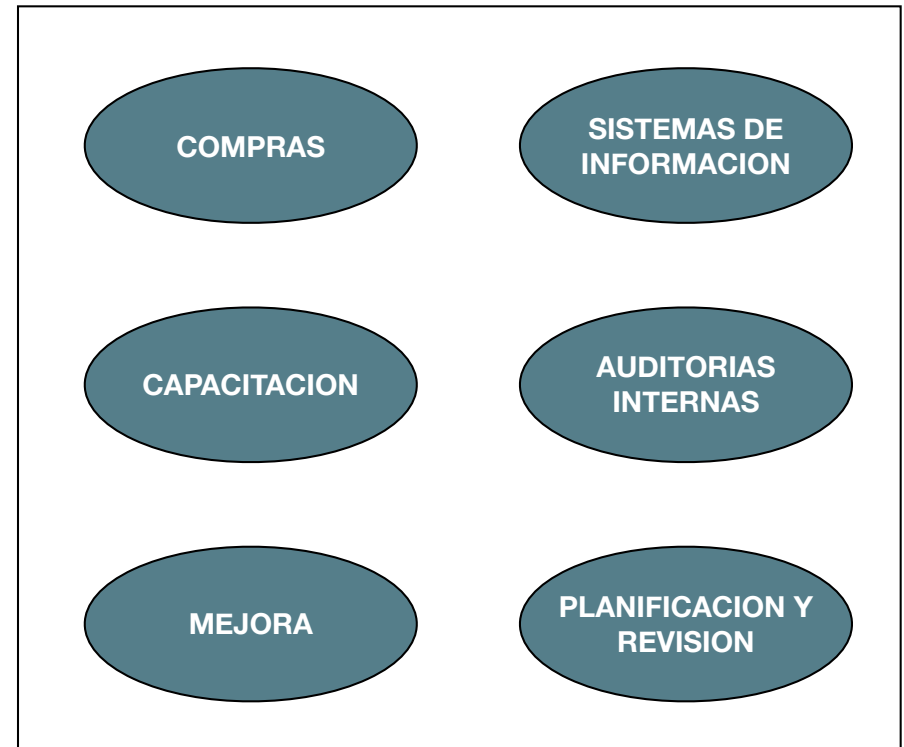 COMPRAS
SISTEMAS DE
INFORMACION
CAPACITACION
AUDITORIAS
INTERNAS
MEJORA
PLANIFICACION Y
REVISION